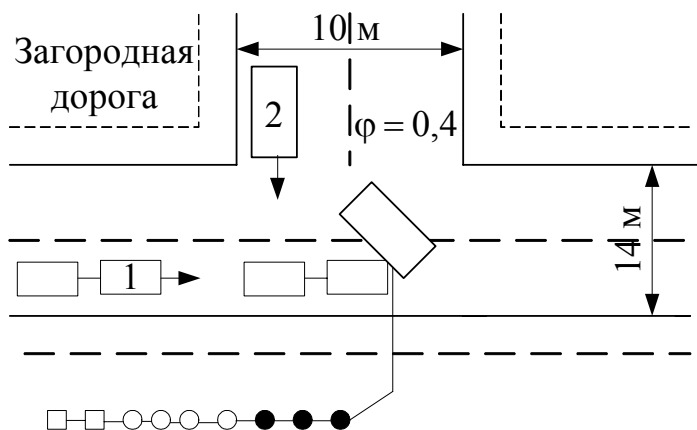 10 м
Загородная
дорога
2
φ = 0,4
14 м
1